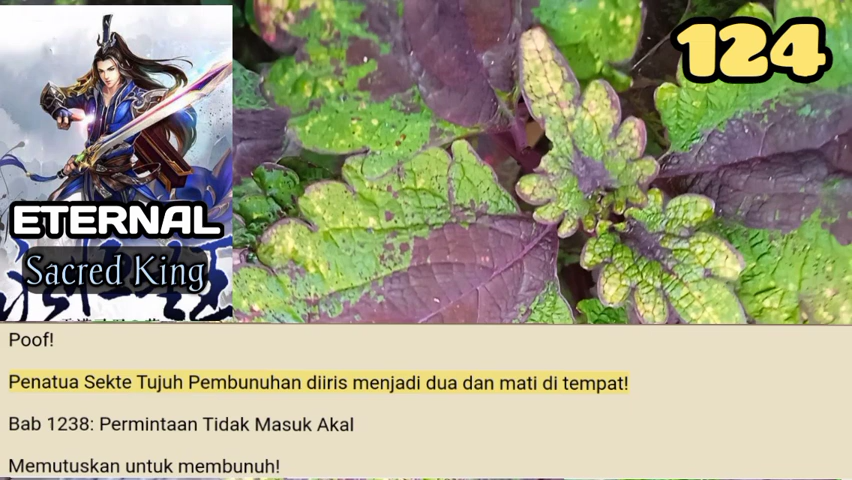 124
ETERNAL
Sacred King
Poof!
Penatua Sekte Tujuh Pembunuhan diiris menjadi dua dan mati di tempat!
Bab 1238: Permintaan Tidak Masuk Akal
Memutuskan untuk membunuh!